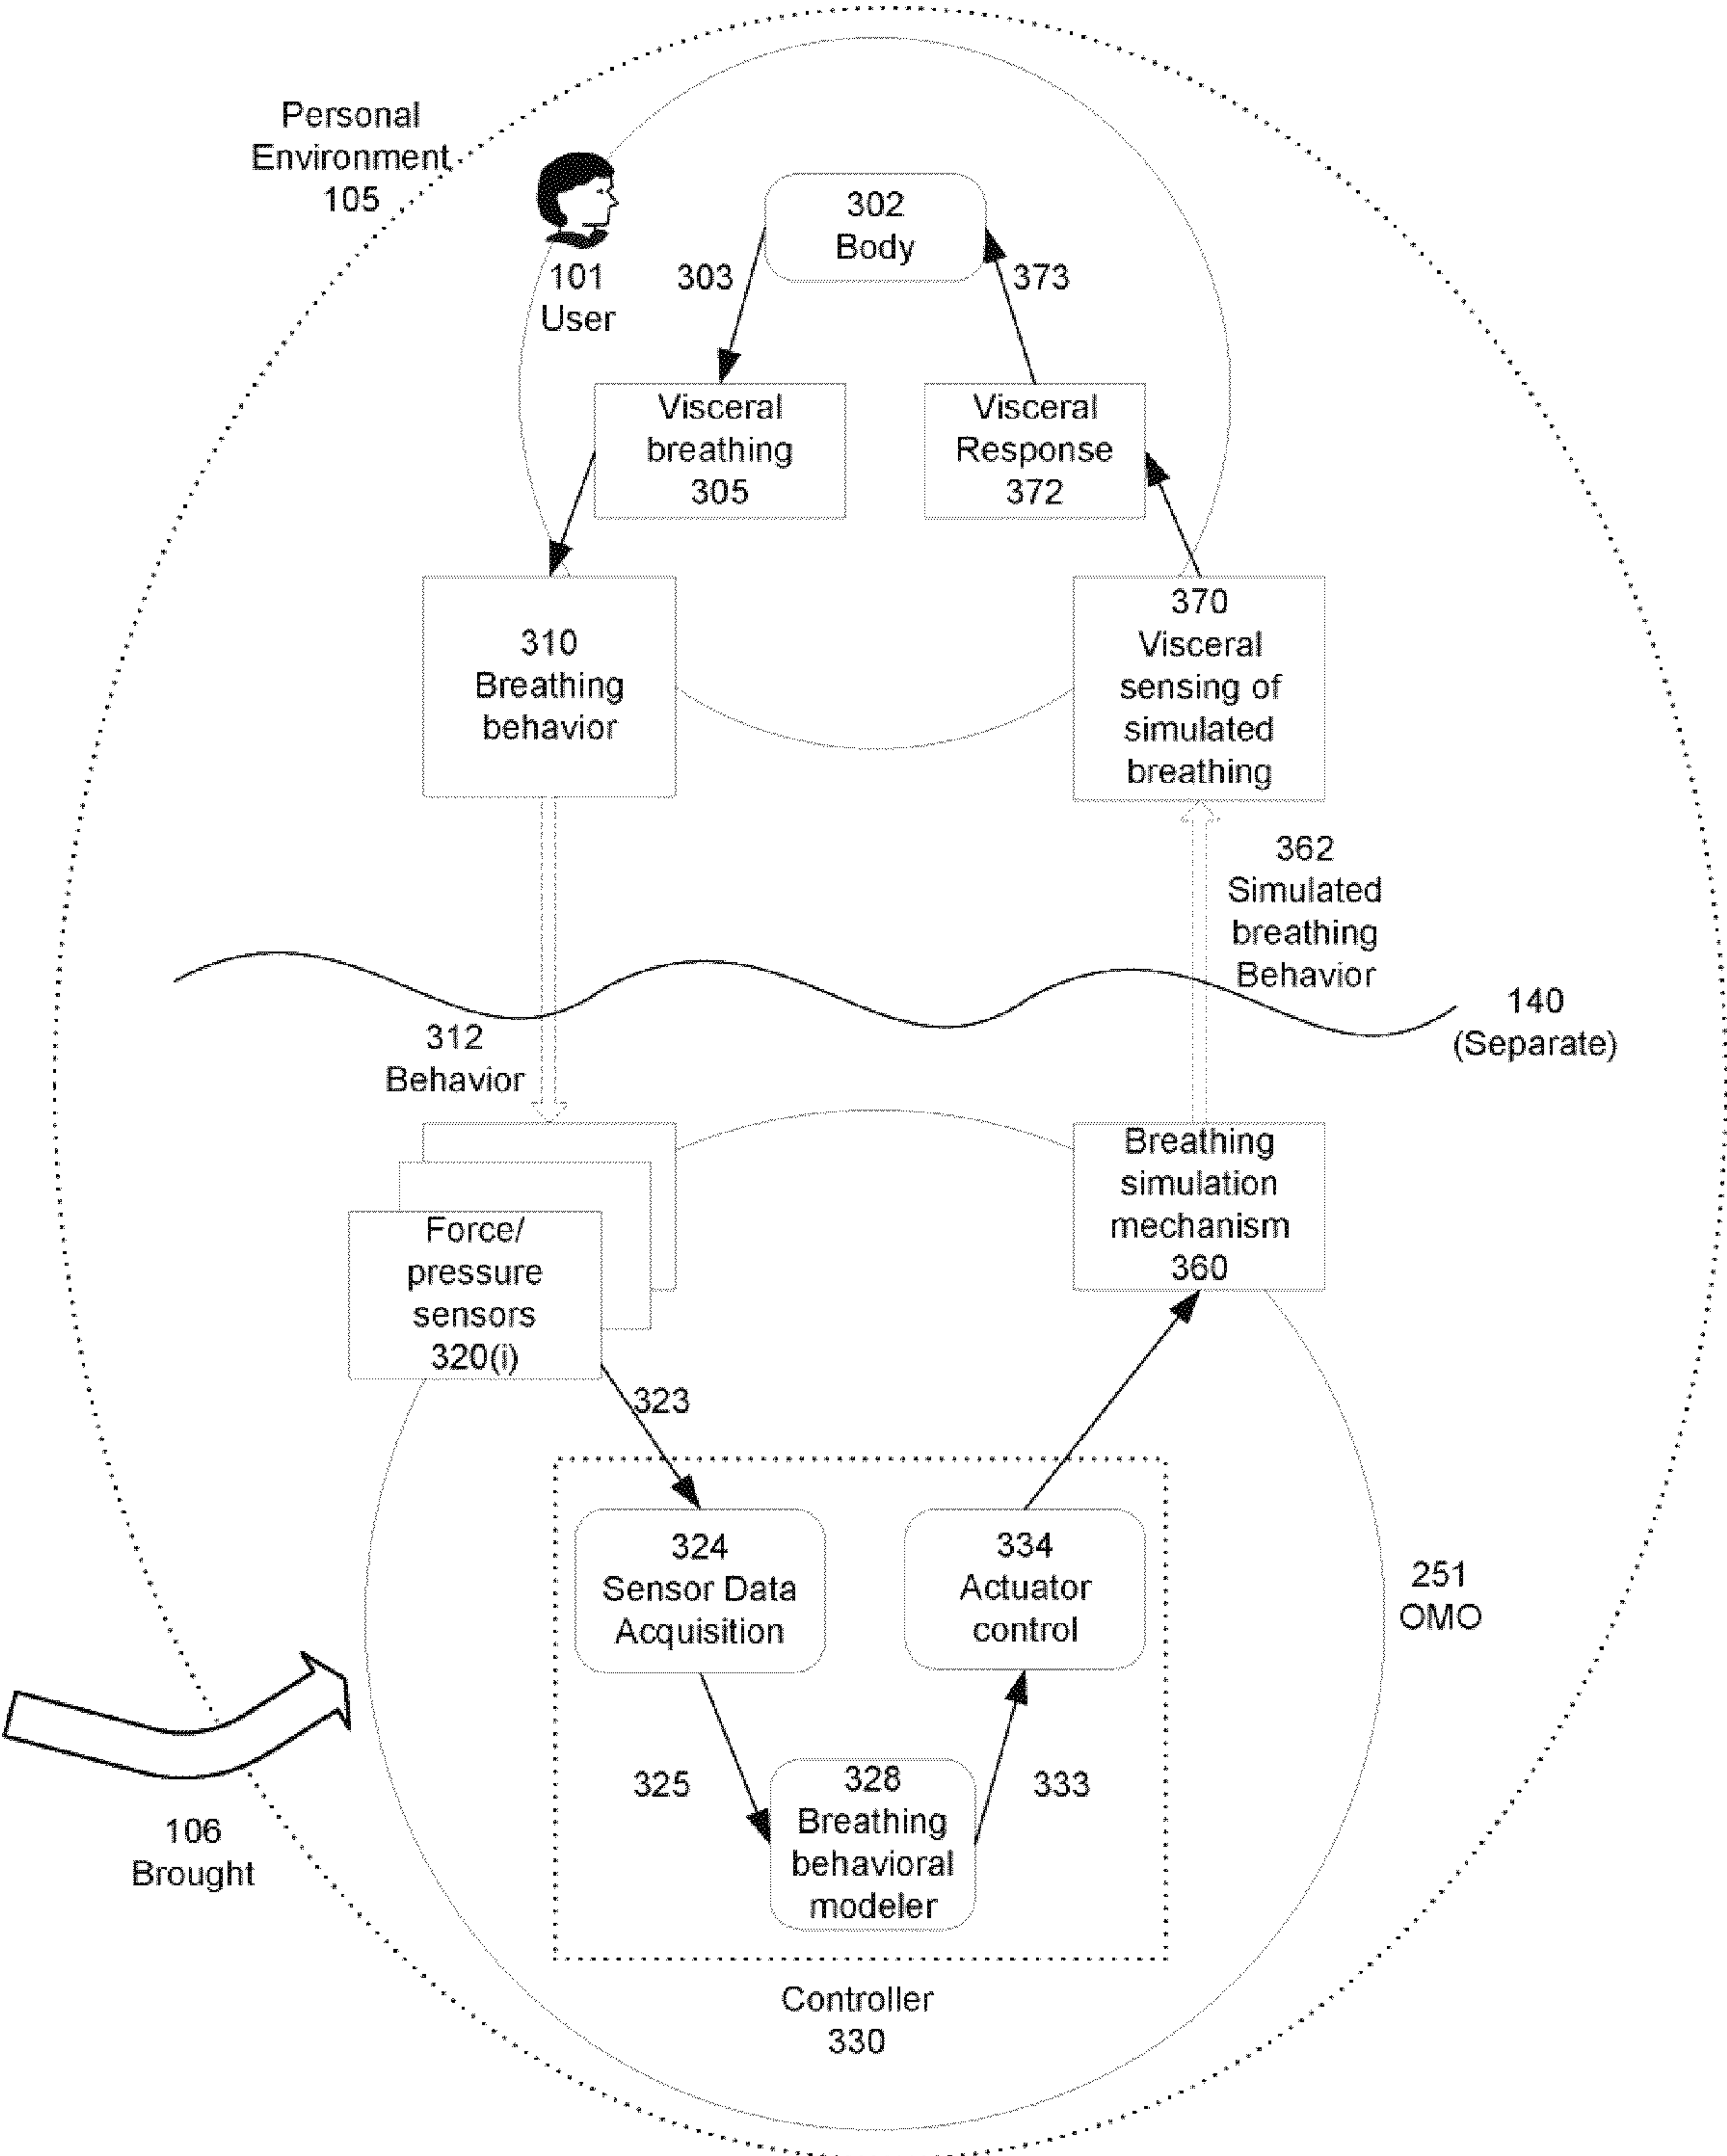 Personal
Environment
105
101
User
302
Body
303
373
Visceral
breathing
305
Visceral
Response
372
310
Breathing
behavior
370
Visceral
sensing of
simulated
breathing
362
Simulated
breathing
Behavior
140
(Separate)
312
Behavior
Force/
pressure
sensors
320(i)
Breathing
simulation
mechanism
360
323
324
Sensor Data
Acquisition
334
Actuator
control
251
OMO
325
328
Breathing
behavioral
modeler
333
106
Brought
Controller
330